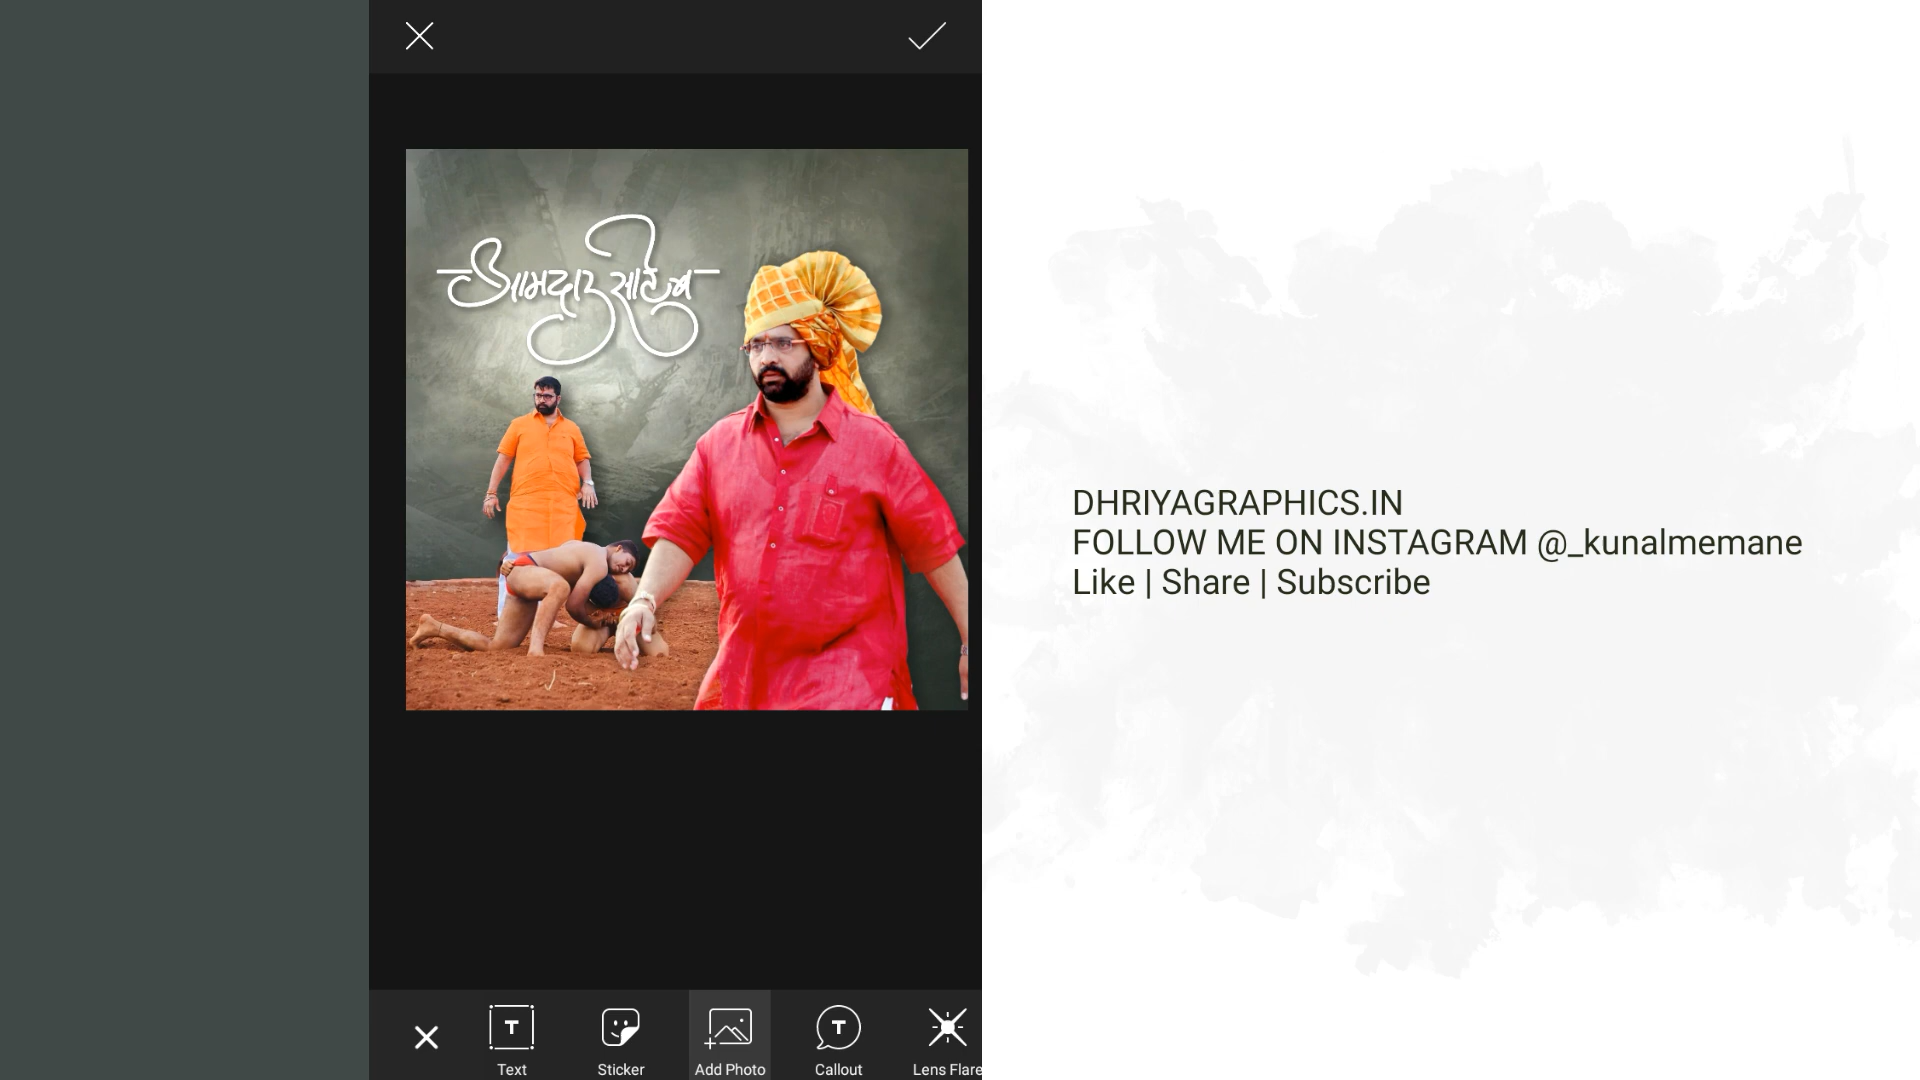 आमदार साहेब
DHRIYAGRAPHICS.IN
FOLLOW ME ON INSTAGRAM @_kunalmemane
Like | Share | Subscribe
Text
Sticker
Add Photo
Callout
Lens Flare